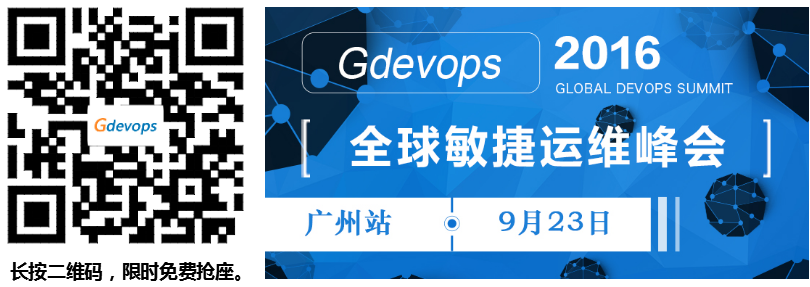 Gdevops
长按二维码，限时免费抢座。
Gdevops
2016
GLOBAL DEVOPS SUMMIT
[ 全球敏捷运维峰会 ]
广州站
9月23日